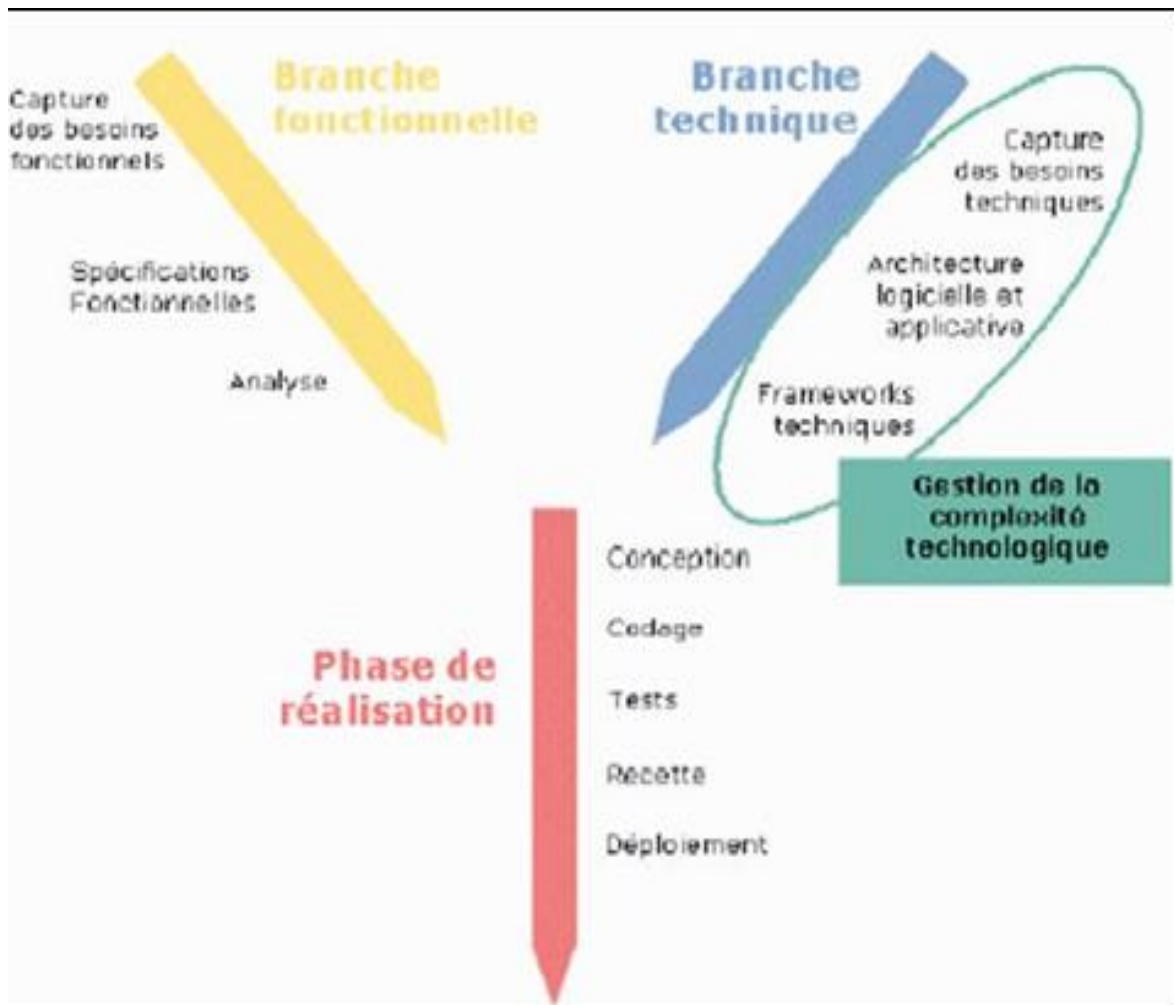 Branche
fonctionnelle
Capture
des besoins
fonctionnels
Spécifications
Fonctionnelles
Analyse
Branche
technique
Capture
des besoins
techniques
Architecture
logicielle et
applicative
Frameworks
techniques
Gestion de la
complexité
technologique
Phase de
réalisation
Conception
Codage
Tests
Recette
Déploiement